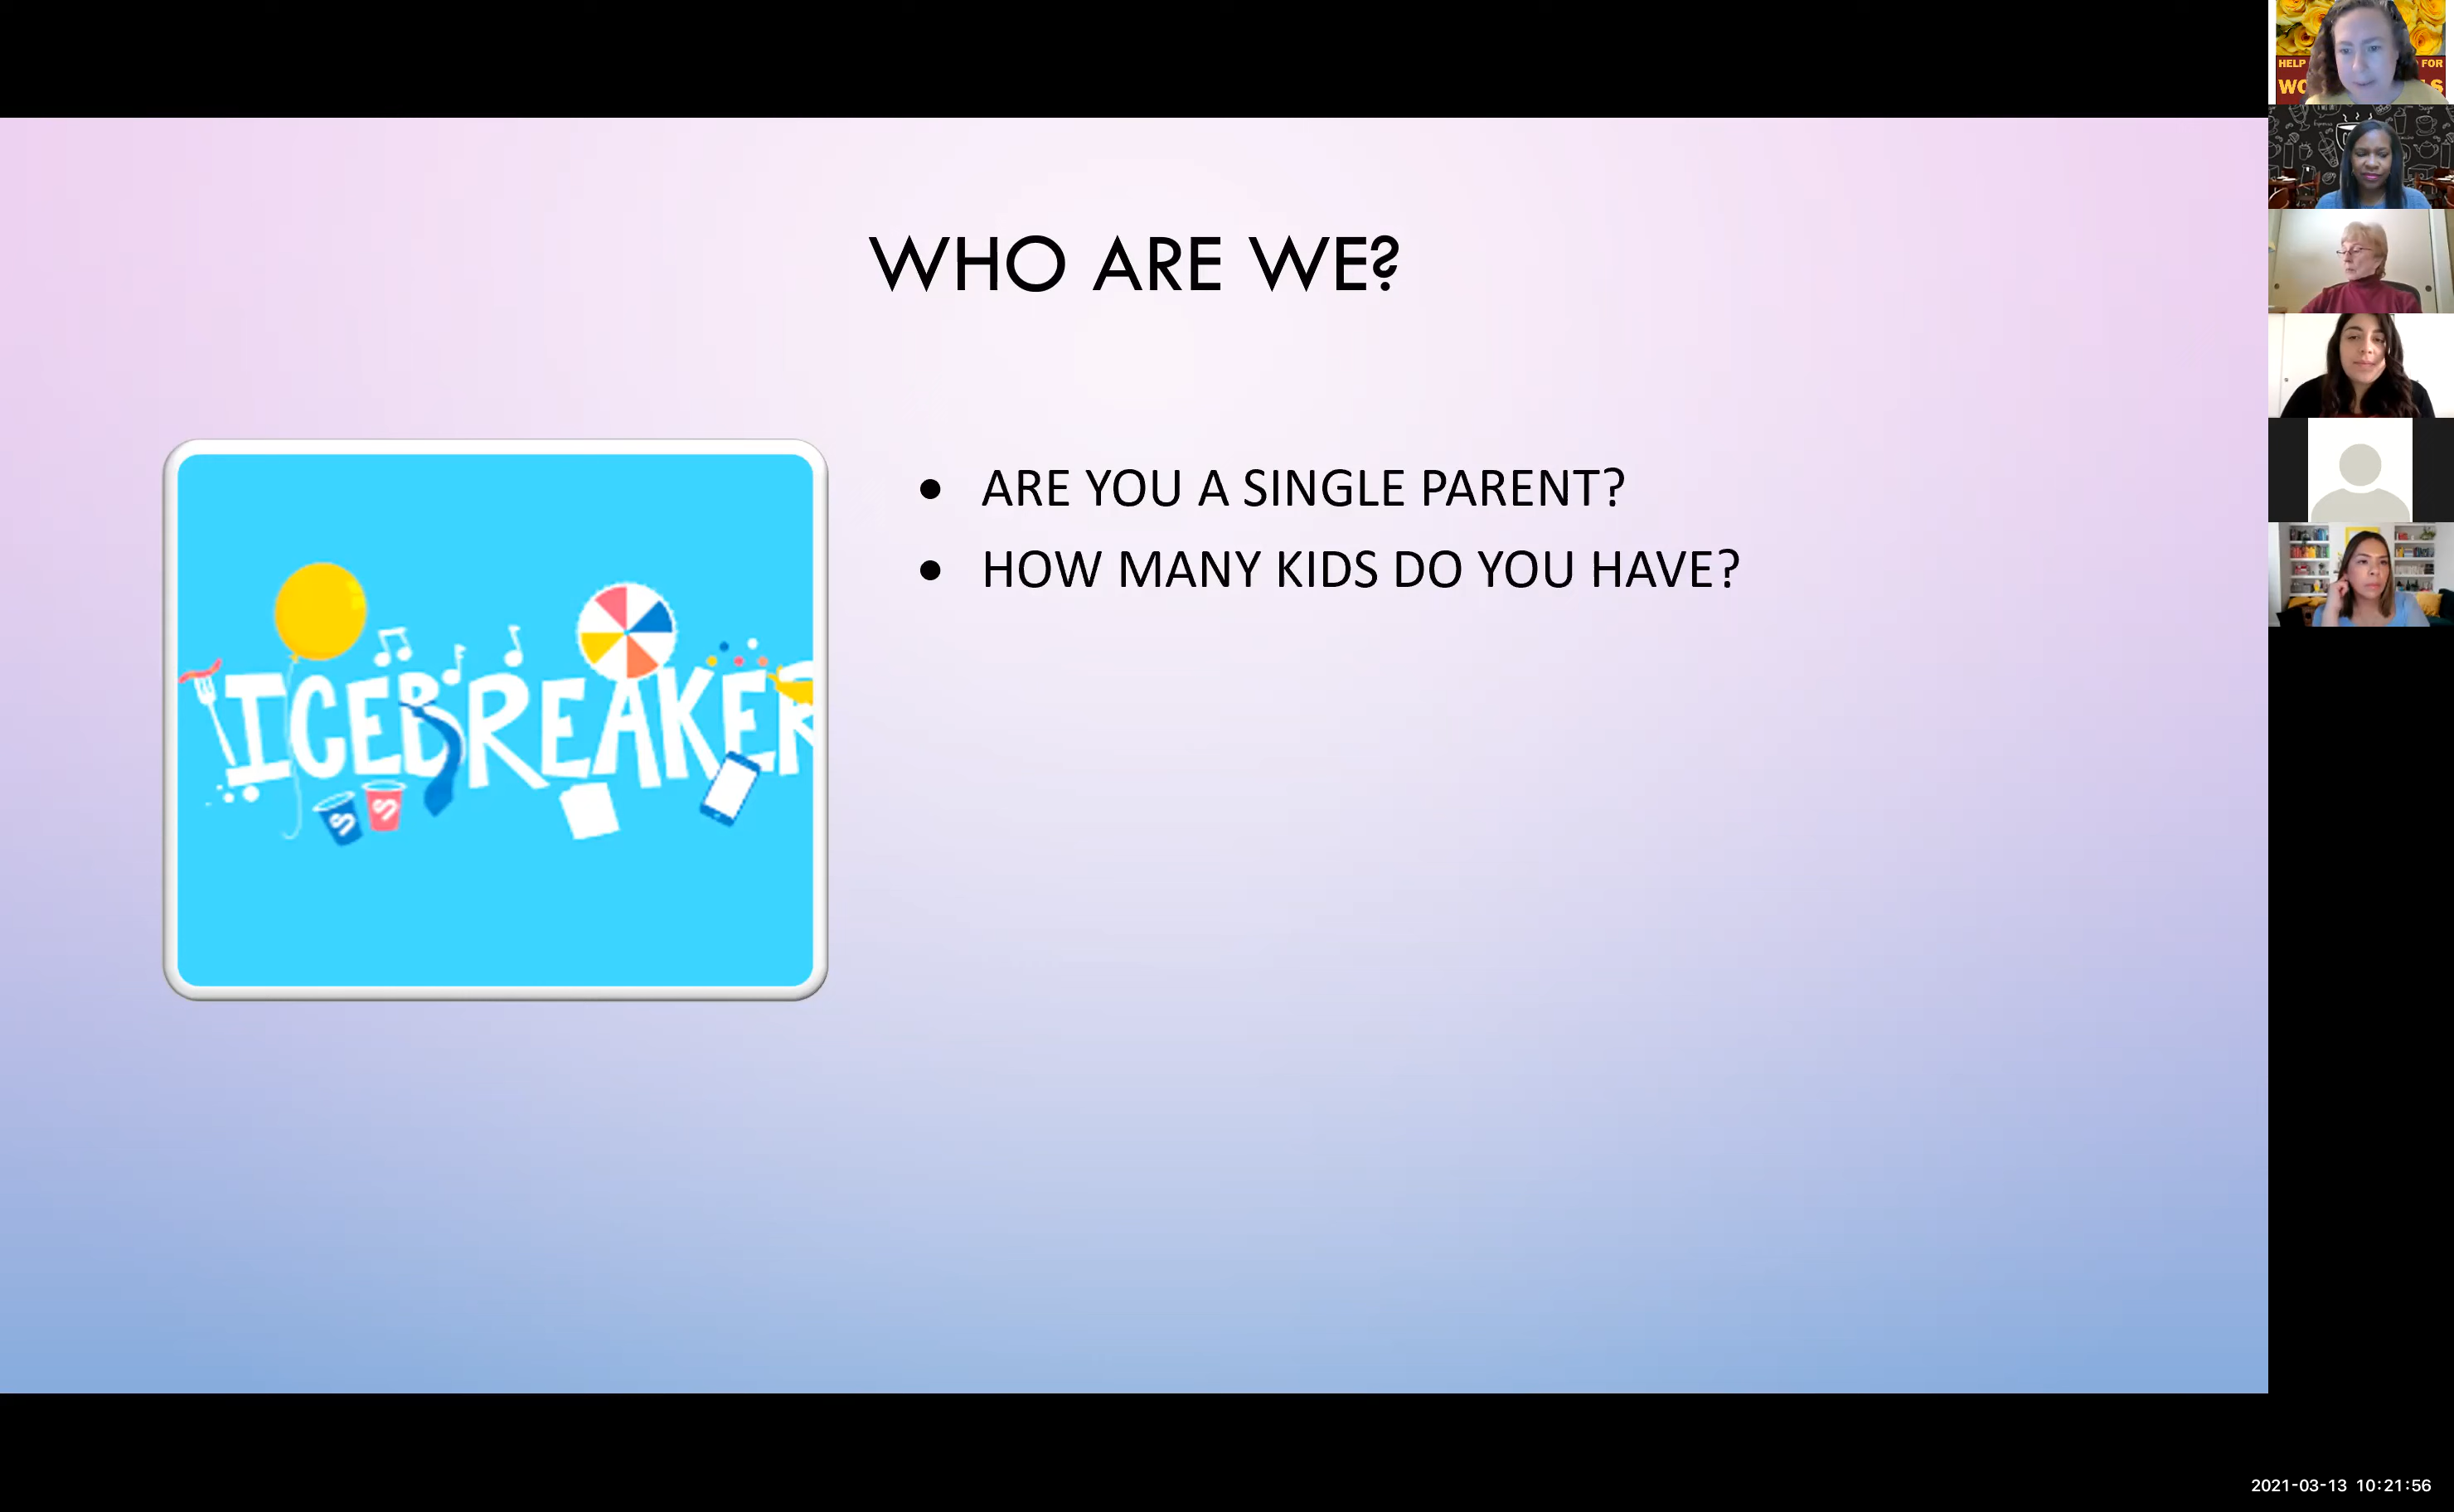 WHO ARE WE?
ICEBREAKER
S S
• ARE YOU A SINGLE PARENT?
• HOW MANY KIDS DO YOU HAVE?
HELP FOR
WO S
2021-03-13 10:21:56